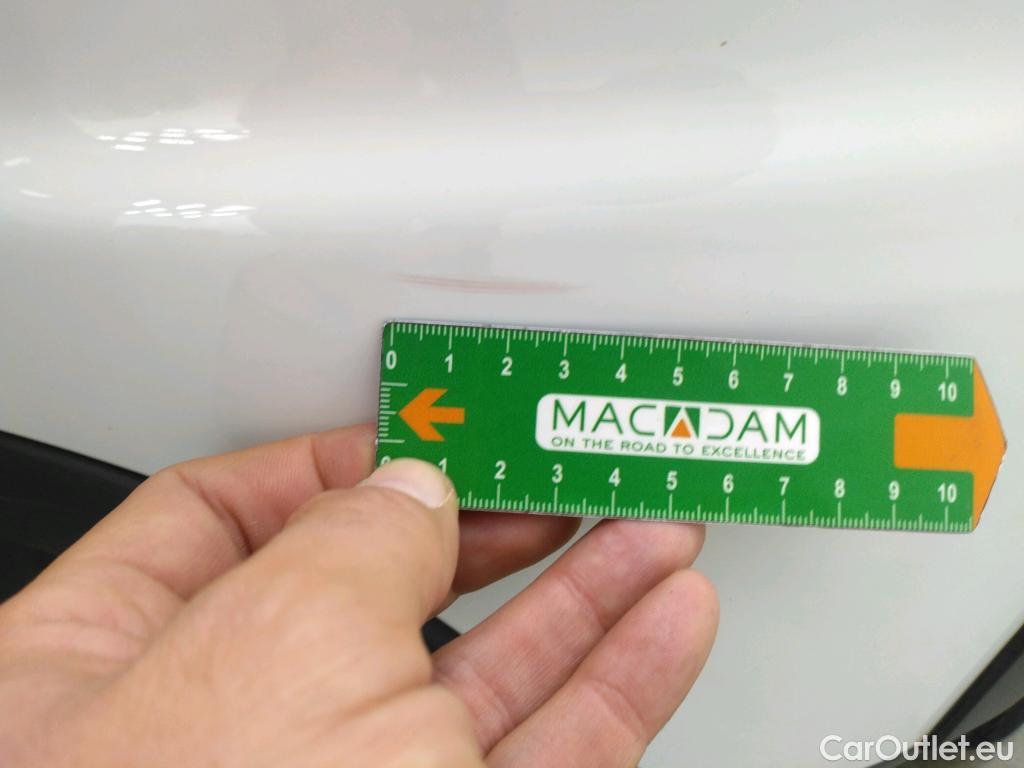 0 1 2 3 4 5 6 7 8 9 10
MACADAM
ON THE ROAD TO EXCELLENCE
1 2 3 4 5 6 7 8 9 10
CarOutlet.eu